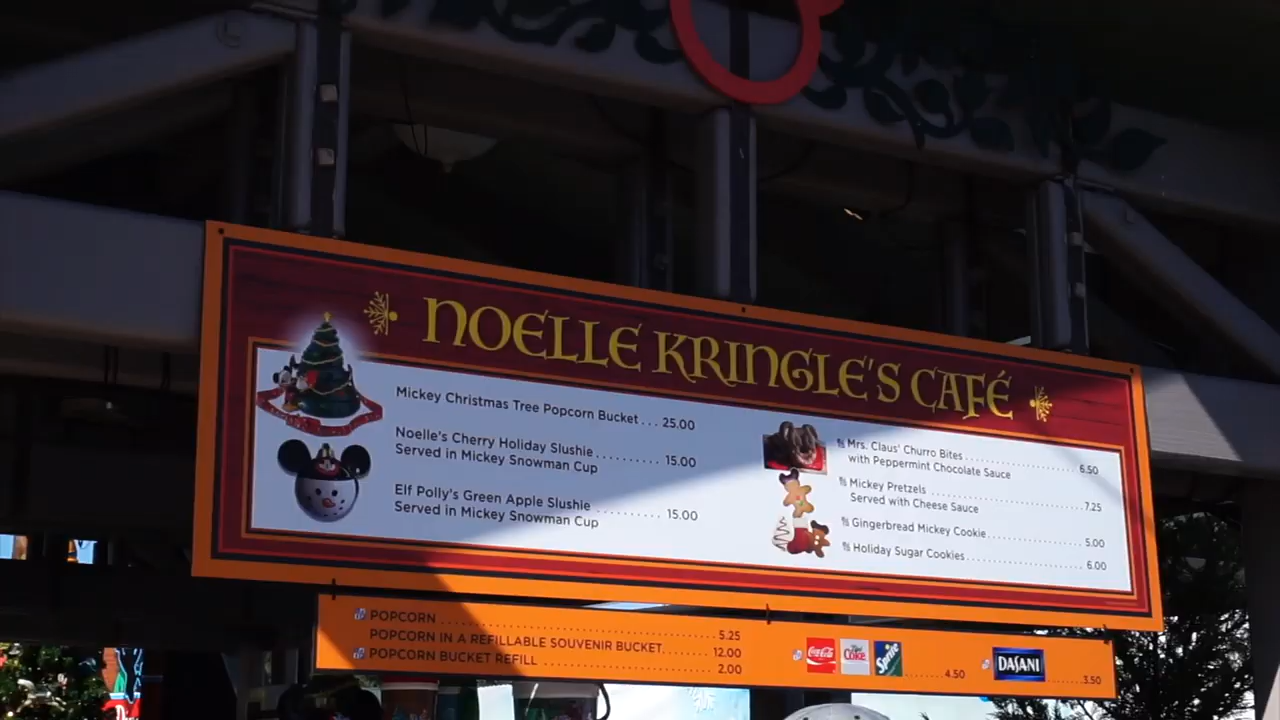 NOELLE KRINGLE'S CAFÉ
Mickey Christmas Tree Popcorn Bucket . . . 25.00
Noelle's Cherry Holiday Slushie . . . . . . . . . . 15.00
Served in Mickey Snowman Cup
Elf Polly's Green Apple Slushie . . . . . . . . . . . 15.00
Served in Mickey Snowman Cup
Mrs. Claus' Churro Bites . . . . . . . . . . . . . . . . . . . . . . . 6.50
with Peppermint Chocolate Sauce
Mickey Pretzels . . . . . . . . . . . . . . . . . . . . . . . . . . . . 7.25
Served with Cheese Sauce
Gingerbread Mickey Cookie . . . . . . . . . . . . . . . . . 5.00
Holiday Sugar Cookies . . . . . . . . . . . . . . . . . . . . . 6.00
POPCORN . . . . . . . . . . . . . . . . . . . . . . . . . . . . . . . . . . . 5.25
POPCORN IN A REFILLABLE SOUVENIR BUCKET . . . . . . . . 12.00
POPCORN BUCKET REFILL . . . . . . . . . . . . . . . . . . . . . . 2.00
Coca-Cola Diet Coke Sprite . . . . . . 4.50
DASANI . . . . . . 3.50